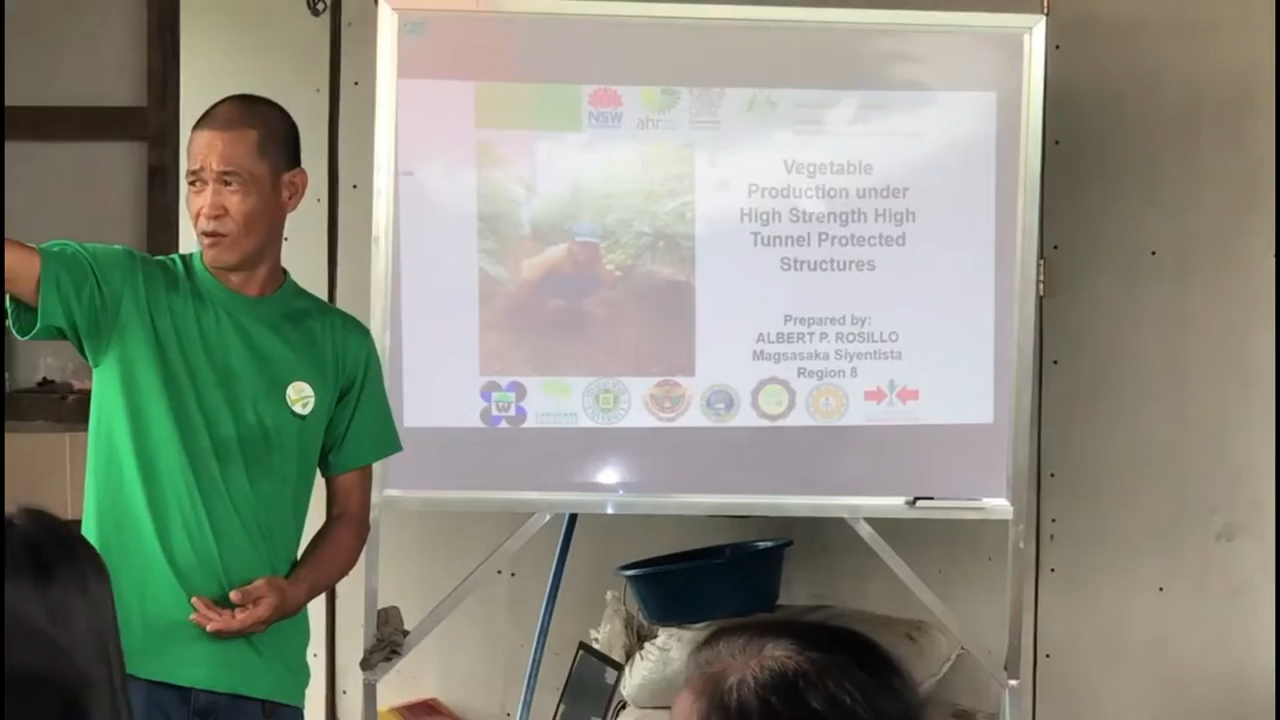 NSW
ahr
Vegetable
Production under
High Strength High
Tunnel Protected
Structures
Prepared by:
ALBERT P. ROSILLO
Magsasaka Siyentista
Region 8